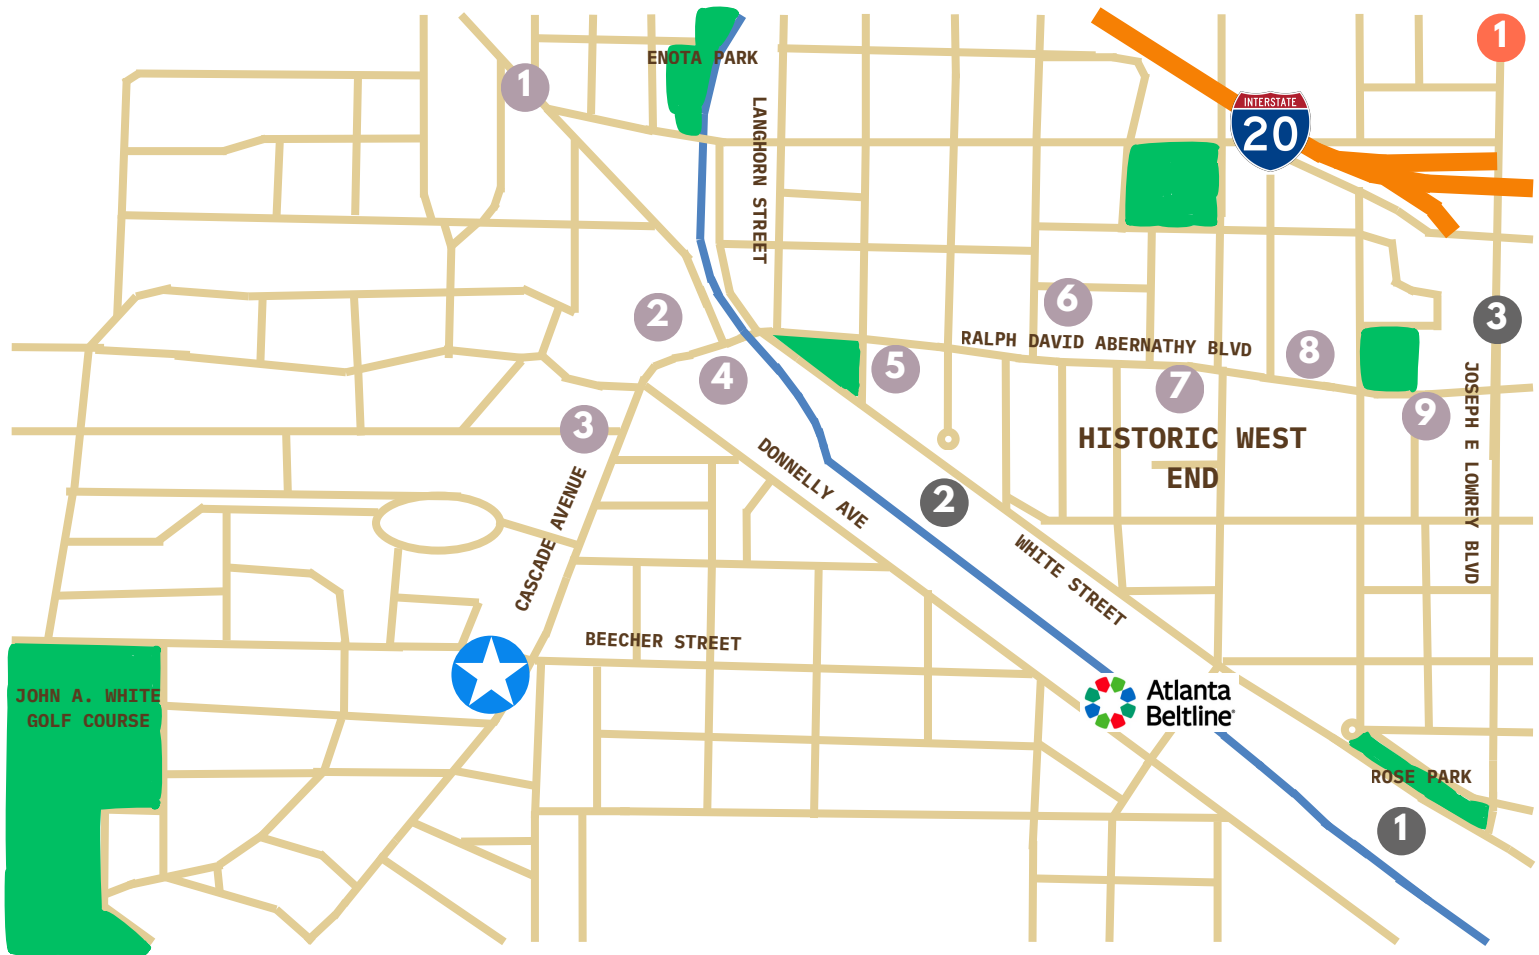 1
ENOTA PARK
1
INTERSTATE
20
LANGHORN STREET
2
6
3
RALPH DAVID ABERNATHY BLVD
8
5
4
7
9
3
HISTORIC WEST
END
JOSEPH E LOWREY BLVD
DONNELLY AVE
2
CASCADE AVENUE
WHITE STREET
BEECHER STREET
JOHN A. WHITE
GOLF COURSE
Atlanta
Beltline
ROSE PARK
1